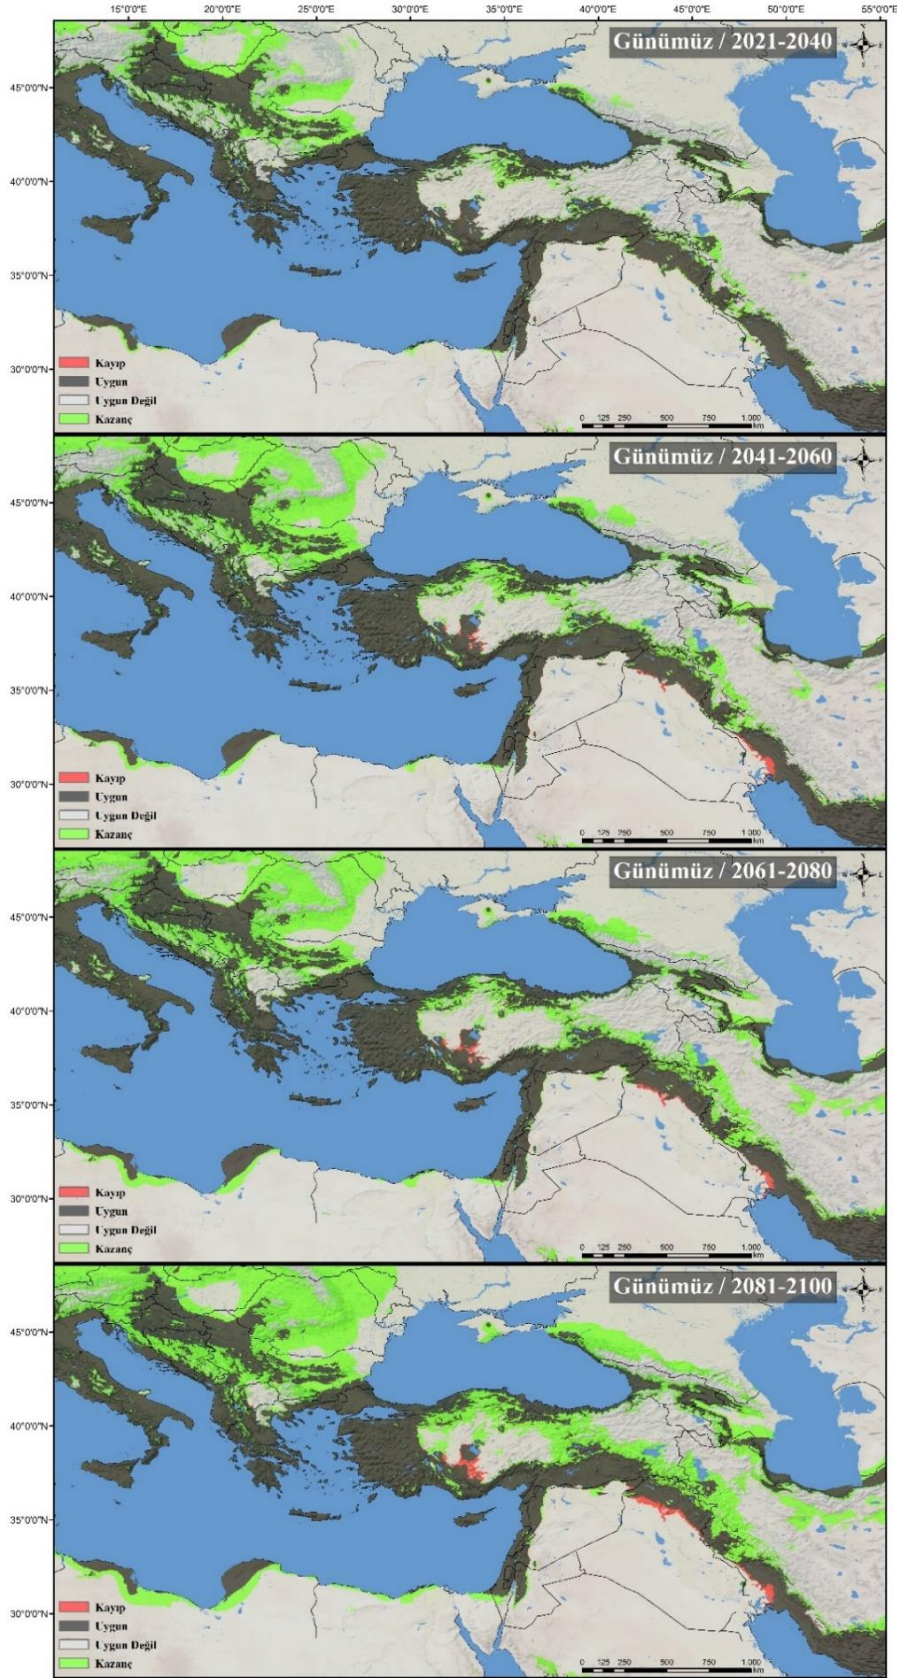 15°0'0"E 20°0'0"E 25°0'0"E 30°0'0"E 35°0'0"E 40°0'0"E 45°0'0"E 50°0'0"E 55°0'0"E
Günümüz / 2021-2040
45°0'0"N
40°0'0"N
35°0'0"N
30°0'0"N
Kayıp
Uygun
Uygun Değil
Kazanç
0 125 250 500 750 1.000
km
Günümüz / 2041-2060
45°0'0"N
40°0'0"N
35°0'0"N
30°0'0"N
Kayıp
Uygun
Uygun Değil
Kazanç
0 125 250 500 750 1.000
km
Günümüz / 2061-2080
45°0'0"N
40°0'0"N
35°0'0"N
30°0'0"N
Kayıp
Uygun
Uygun Değil
Kazanç
0 125 250 500 750 1.000
km
Günümüz / 2081-2100
45°0'0"N
40°0'0"N
35°0'0"N
30°0'0"N
Kayıp
Uygun
Uygun Değil
Kazanç
0 125 250 500 750 1.000
km